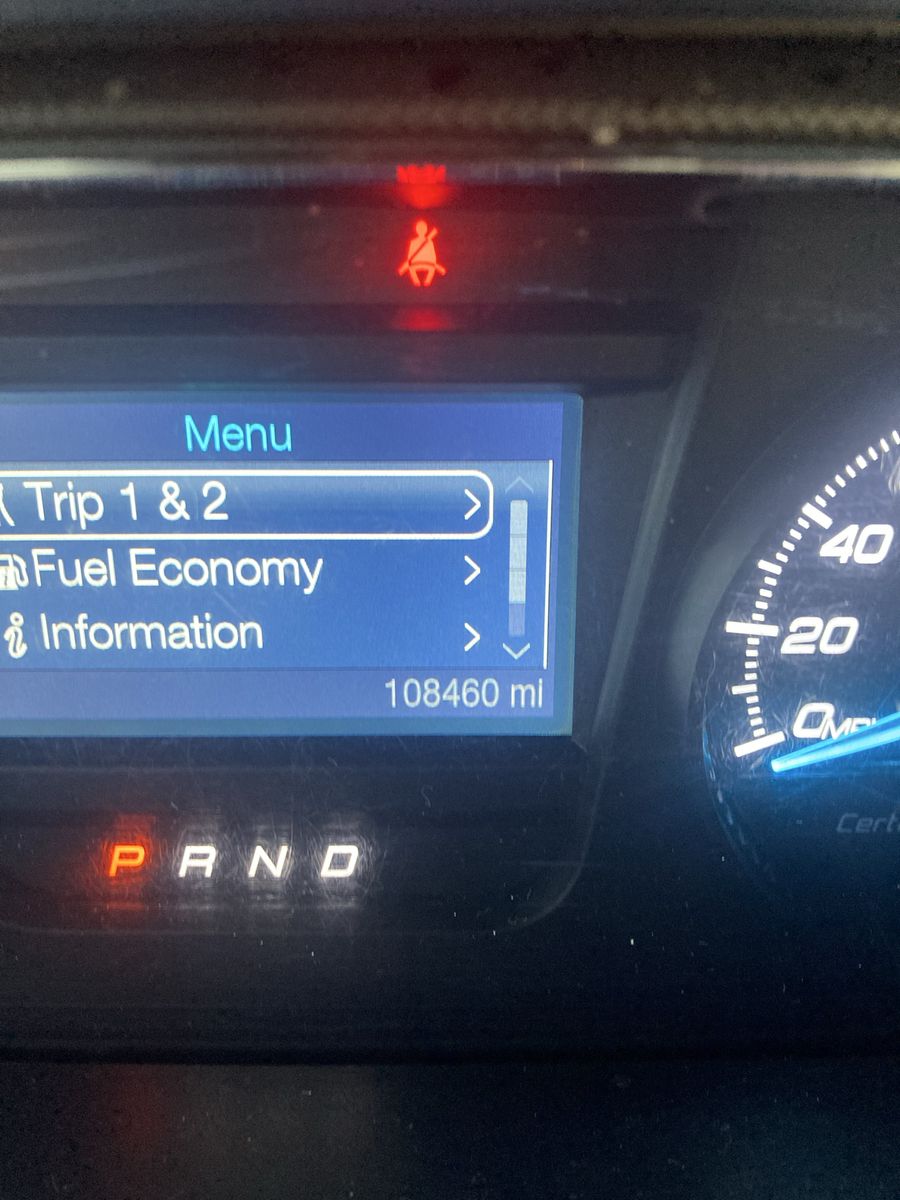 Menu
Trip 1 & 2
Fuel Economy
Information
108460 mi
40
20
0
P R N D